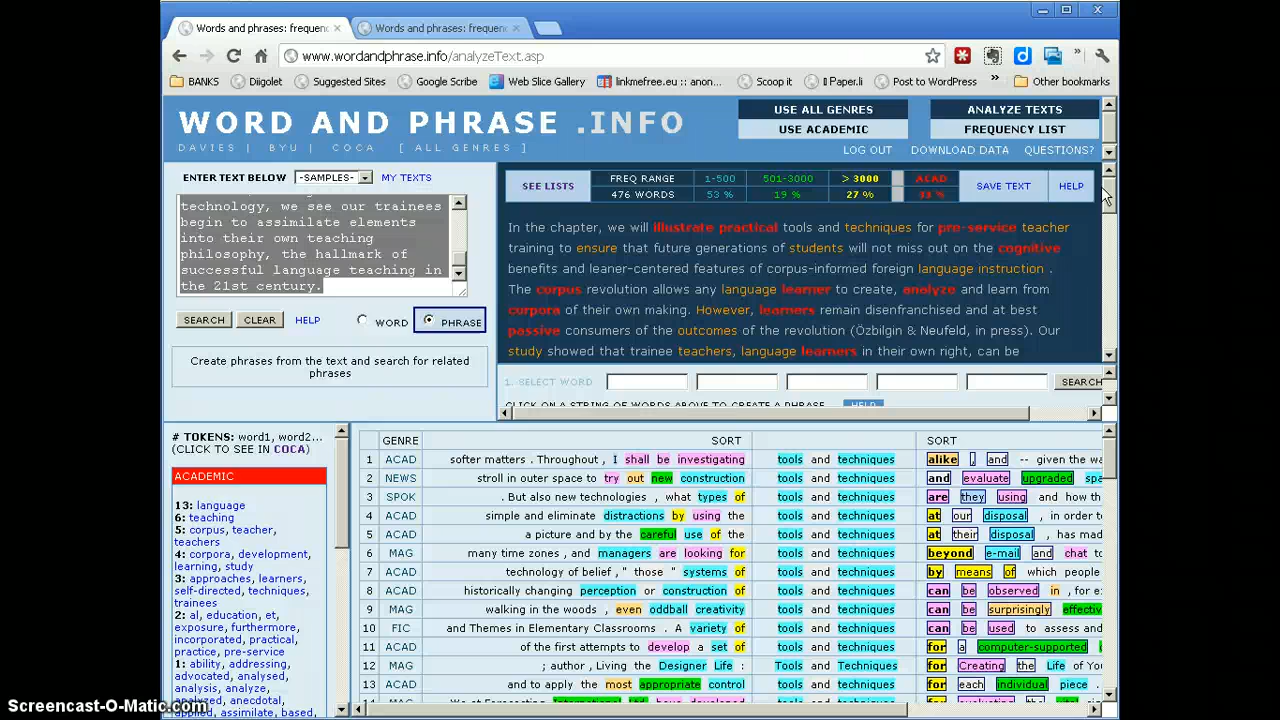 Words and phrases: frequen
Words and phrases: frequen
www.wordandphrase.info/analyzeText.asp
BANKS Diigolet Suggested Sites Google Scribe Web Slice Gallery linkmefree.eu :: anon... Scoop it Paper.li Post to WordPress Other bookmarks
WORD AND PHRASE .INFO
DAVIES | BYU | COCA [ ALL GENRES ]
USE ALL GENRES
USE ACADEMIC
ANALYZE TEXTS
FREQUENCY LIST
LOG OUT DOWNLOAD DATA QUESTIONS?
ENTER TEXT BELOW -SAMPLES- MY TEXTS
technology, we see our trainees
begin to assimilate elements
into their own teaching
philosophy, the hallmark of
successful language teaching in
the 21st century.
SEARCH CLEAR HELP WORD PHRASE
Create phrases from the text and search for related
phrases
SEE LISTS
FREQ RANGE 1-500 501-3000 > 3000 ACAD
476 WORDS 53 % 19 % 27 % 33 %
SAVE TEXT HELP
In the chapter, we will illustrate practical tools and techniques for pre-service teacher
training to ensure that future generations of students will not miss out on the cognitive
benefits and leaner-centered features of corpus-informed foreign language instruction .
The corpus revolution allows any language learner to create, analyze and learn from
corpora of their own making. However, learners remain disenfranchised and at best
passive consumers of the outcomes of the revolution (Özbilgin & Neufeld, in press). Our
study showed that trainee teachers, language learners in their own right, can be
1. SELECT WORD SEARCH
CLICK ON A STRING OF WORDS ABOVE TO CREATE A PHRASE HELP
# TOKENS: word1, word2...
(CLICK TO SEE IN COCA)
ACADEMIC
13: language
6: teaching
5: corpus, teacher,
teachers
4: corpora, development,
learning, study
3: approaches, learners,
self-directed, techniques,
trainees
2: al, education, et,
exposure, furthermore,
incorporated, practical,
practice, pre-service
1: ability, addressing,
advocated, analysed,
analysis, analyze,
anecdotal,
applied, assimilate, based,
GENRE SORT SORT
1 ACAD softer matters . Throughout , I shall be investigating tools and techniques alike , and -- given the wa
2 NEWS stroll in outer space to try out new construction tools and techniques and evaluate upgraded spa
3 SPOK . But also new technologies , what types of tools and techniques are they using and how th
4 ACAD simple and eliminate distractions by using the tools and techniques at our disposal , in order t
5 ACAD a picture and by the careful use of the tools and techniques at their disposal , has mad
6 MAG many time zones , and managers are looking for tools and techniques beyond e-mail and chat t
7 ACAD technology of belief , " those " systems of tools and techniques by means of which people
8 ACAD historically changing perception or construction of tools and techniques can be observed in , for e
9 MAG walking in the woods , even oddball creativity tools and techniques can be surprisingly effectiv
10 FIC and Themes in Elementary Classrooms . A variety of tools and techniques can be used to assess and
11 ACAD of the first attempts to develop a set of tools and techniques for a computer-supported
12 MAG ; author , Living the Designer Life : Tools and Techniques for Creating the Life of Yo
13 ACAD and to apply the most appropriate control tools and techniques for each individual piece .
Screencast-O-Matic.com